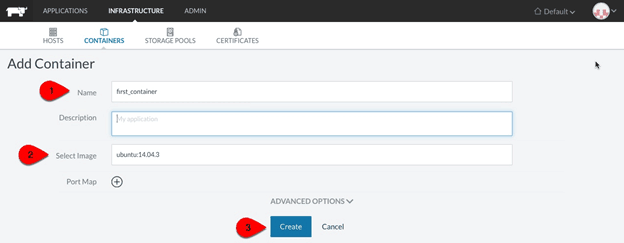 APPLICATIONS INFRASTRUCTURE ADMIN Default
HOSTS CONTAINERS STORAGE POOLS CERTIFICATES
Add Container
1 Name first_container
Description My application
2 Select Image ubuntu:14.04.3
Port Map
ADVANCED OPTIONS
3 Create Cancel